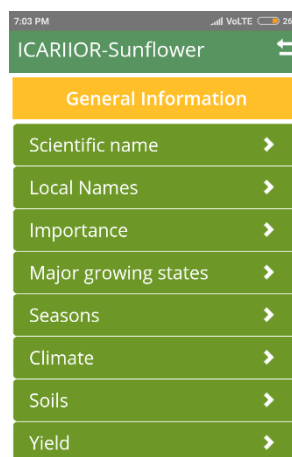 7:03 PM
VoLTE 26
ICARIIOR-Sunflower
General Information
Scientific name
Local Names
Importance
Major growing states
Seasons
Climate
Soils
Yield